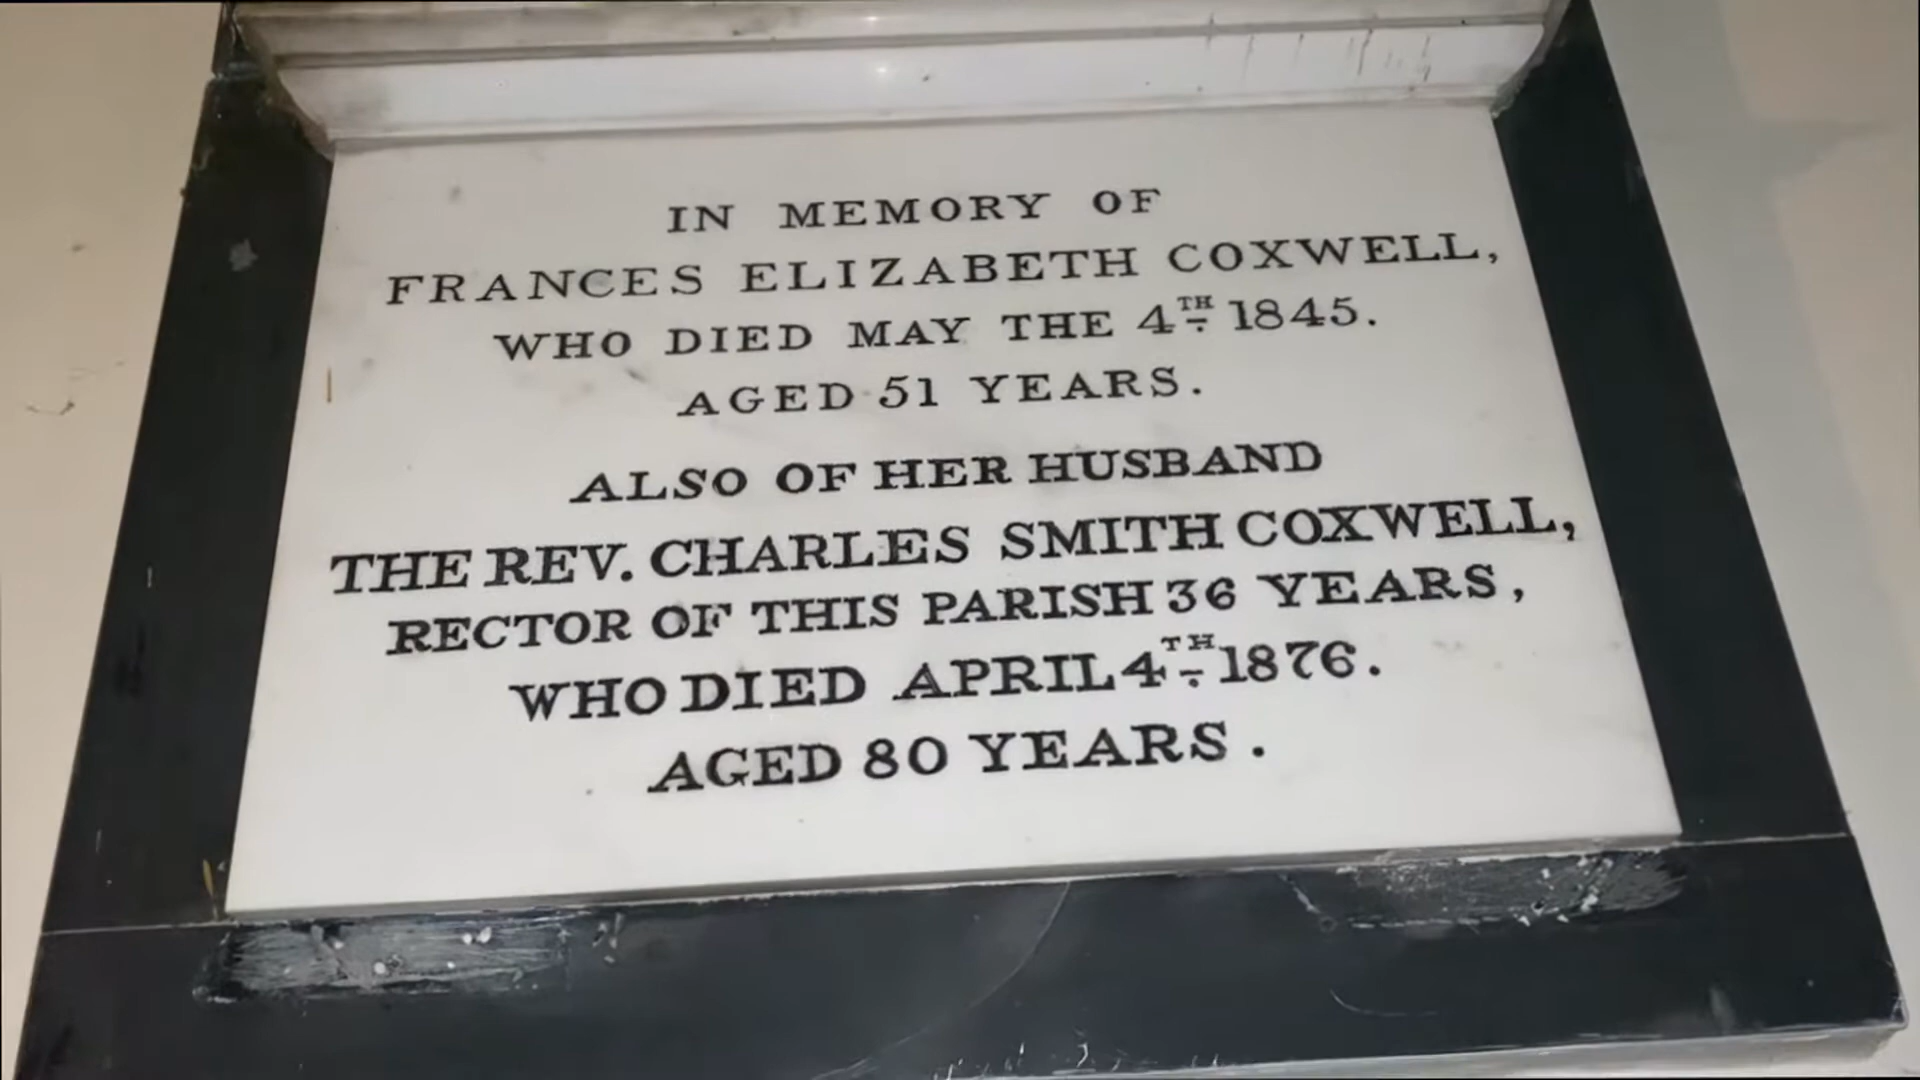 IN MEMORY OF
FRANCES ELIZABETH COXWELL,
WHO DIED MAY THE 4TH 1845.
AGED 51 YEARS.
ALSO OF HER HUSBAND
THE REV. CHARLES SMITH COXWELL,
RECTOR OF THIS PARISH 36 YEARS,
WHO DIED APRIL 4TH 1876.
AGED 80 YEARS.